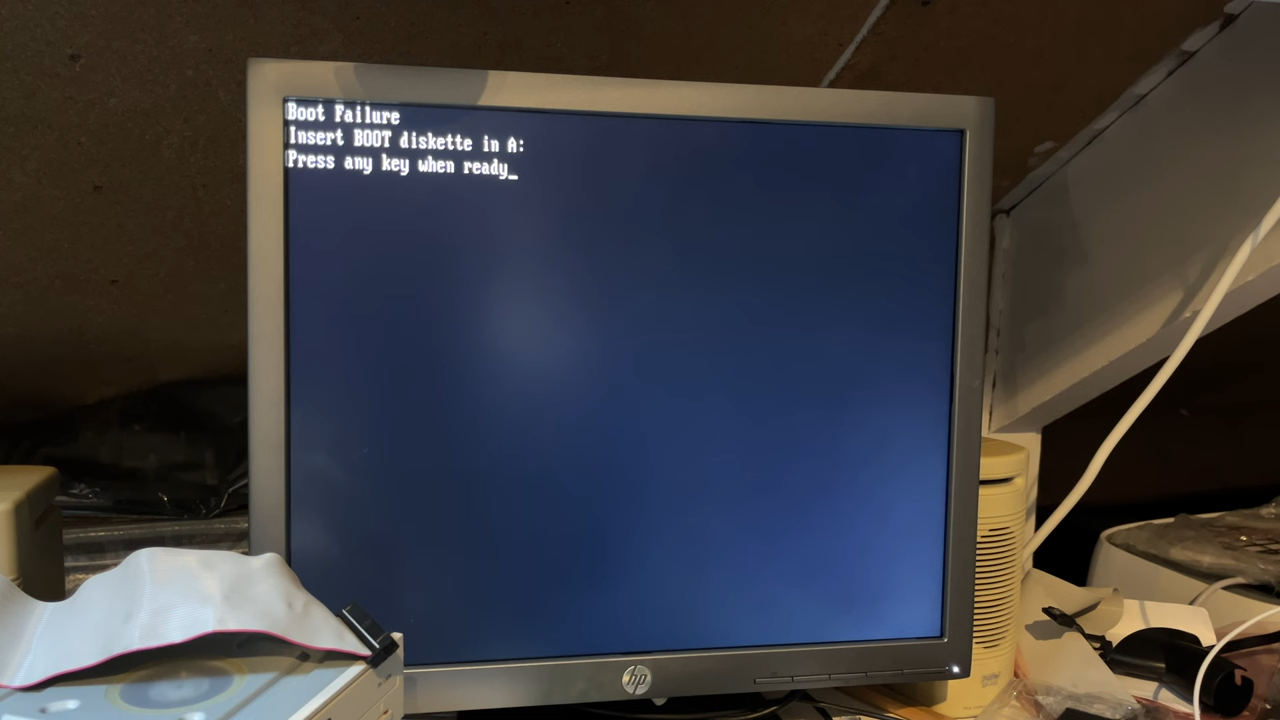 Boot Failure
Insert BOOT diskette in A:
Press any key when ready_
hp